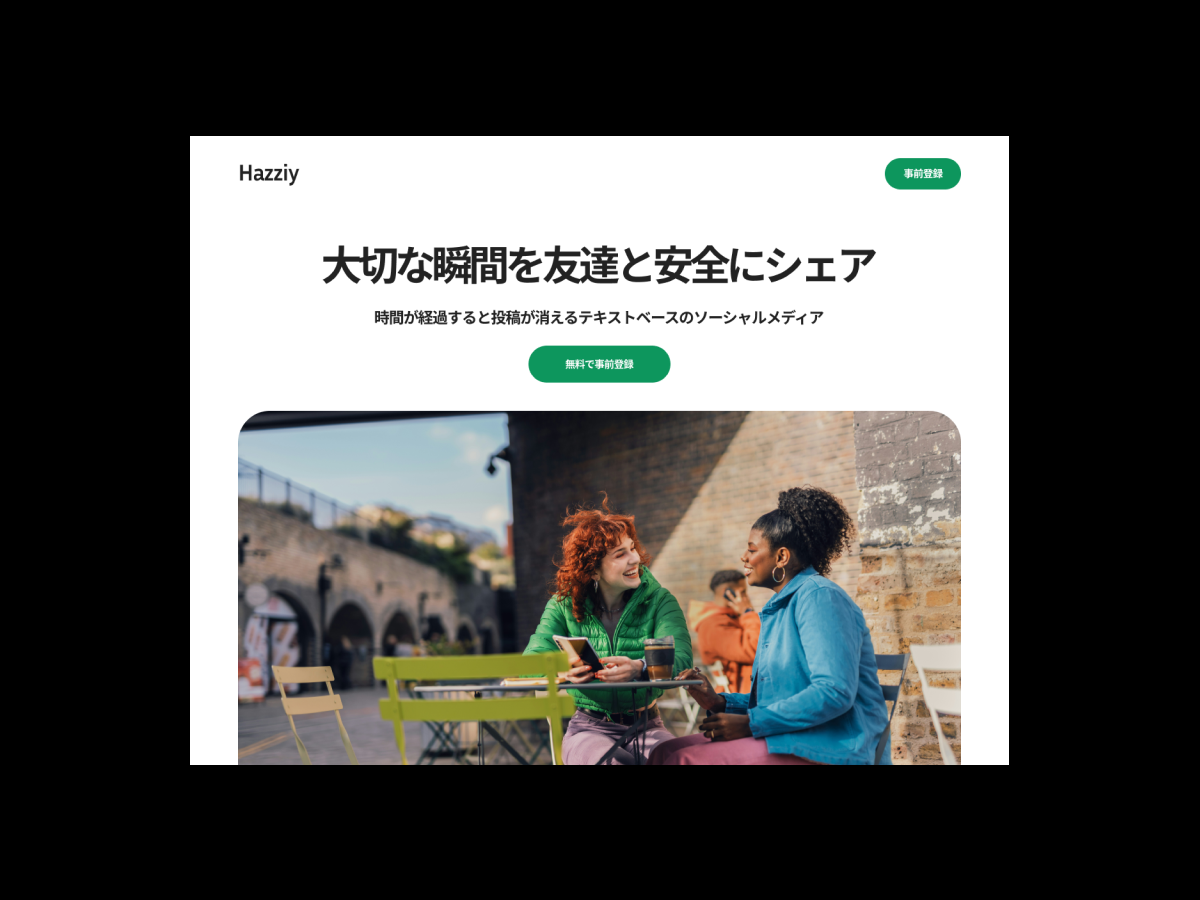 Hazziy
事前登録
大切な瞬間を友達と安全にシェア
時間が経過すると投稿が消えるテキストベースのソーシャルメディア
無料で事前登録